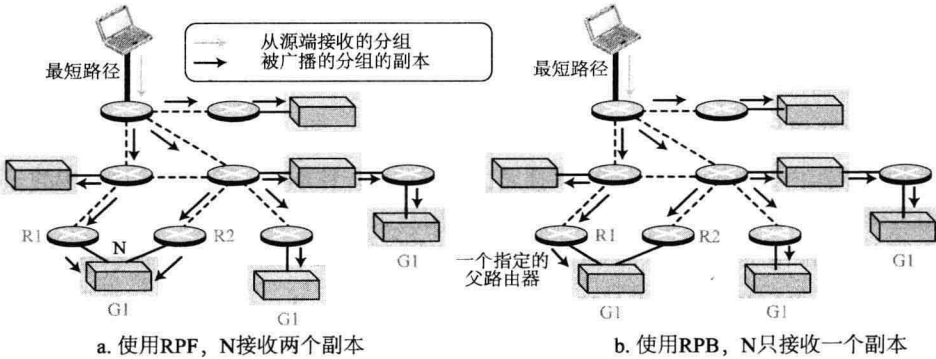 从源端接收的分组
被广播的分组的副本
最短路径
R1
N
R2
G1
G1
G1
a. 使用RPF，N接收两个副本
最短路径
R1
R2
一个指定的
父路由器
G1
G1
G1
b. 使用RPB，N只接收一个副本